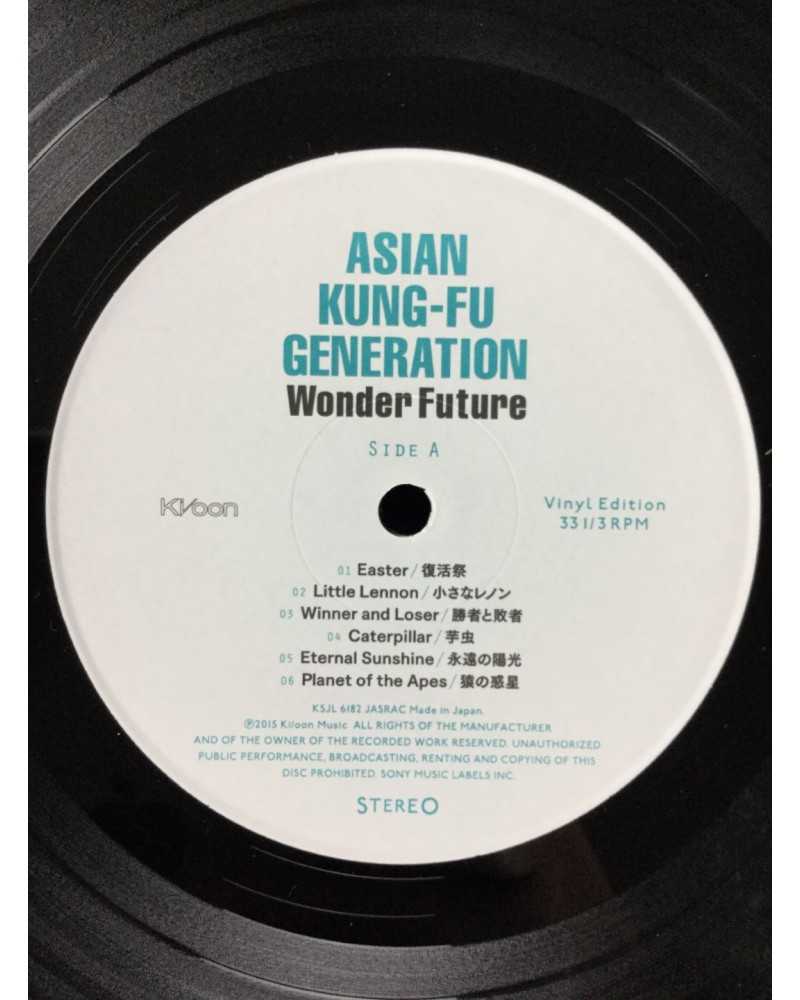 ASIAN
KUNG-FU
GENERATION
Wonder Future
SIDE A
Ki/oon
Vinyl Edition
33 1/3 RPM
01 Easter/復活祭
02 Little Lennon/小さなレノン
03 Winner and Loser/勝者と敗者
04 Caterpillar/芋虫
05 Eternal Sunshine/永遠の陽光
06 Planet of the Apes/猿の惑星
KSJL 6182 JASRAC Made in Japan.
℗2015 Ki/oon Music ALL RIGHTS OF THE MANUFACTURER
AND OF THE OWNER OF THE RECORDED WORK RESERVED. UNAUTHORIZED
PUBLIC PERFORMANCE, BROADCASTING, RENTING AND COPYING OF THIS
DISC PROHIBITED. SONY MUSIC LABELS INC.
STEREO